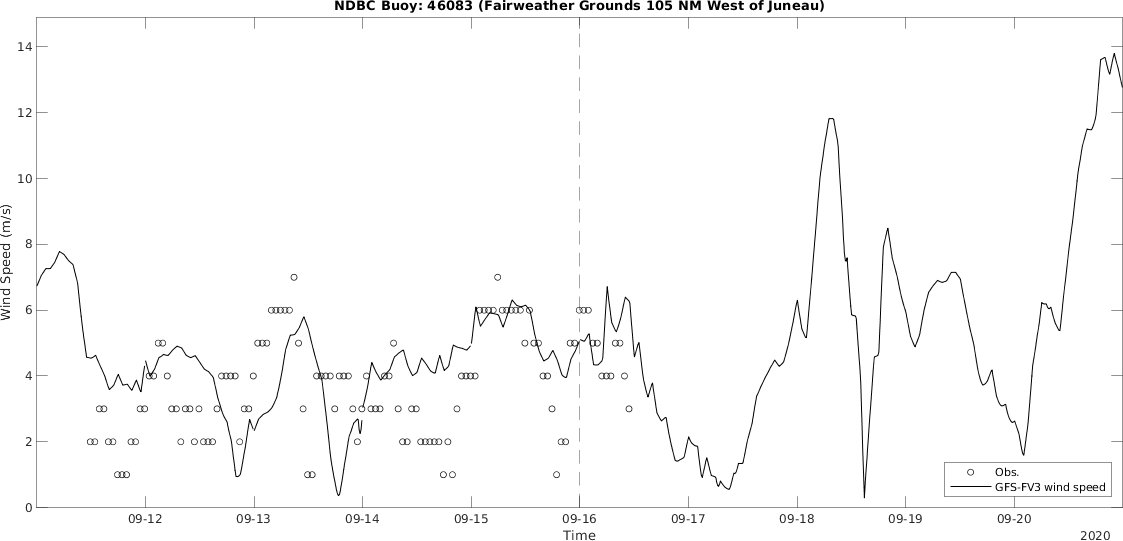 NDBC Buoy: 46083 (Fairweather Grounds 105 NM West of Juneau)
Wind Speed (m/s)
14
12
10
8
6
4
2
0
Obs.
GFS-FV3 wind speed
09-12 09-13 09-14 09-15 09-16 09-17 09-18 09-19 09-20
Time
2020